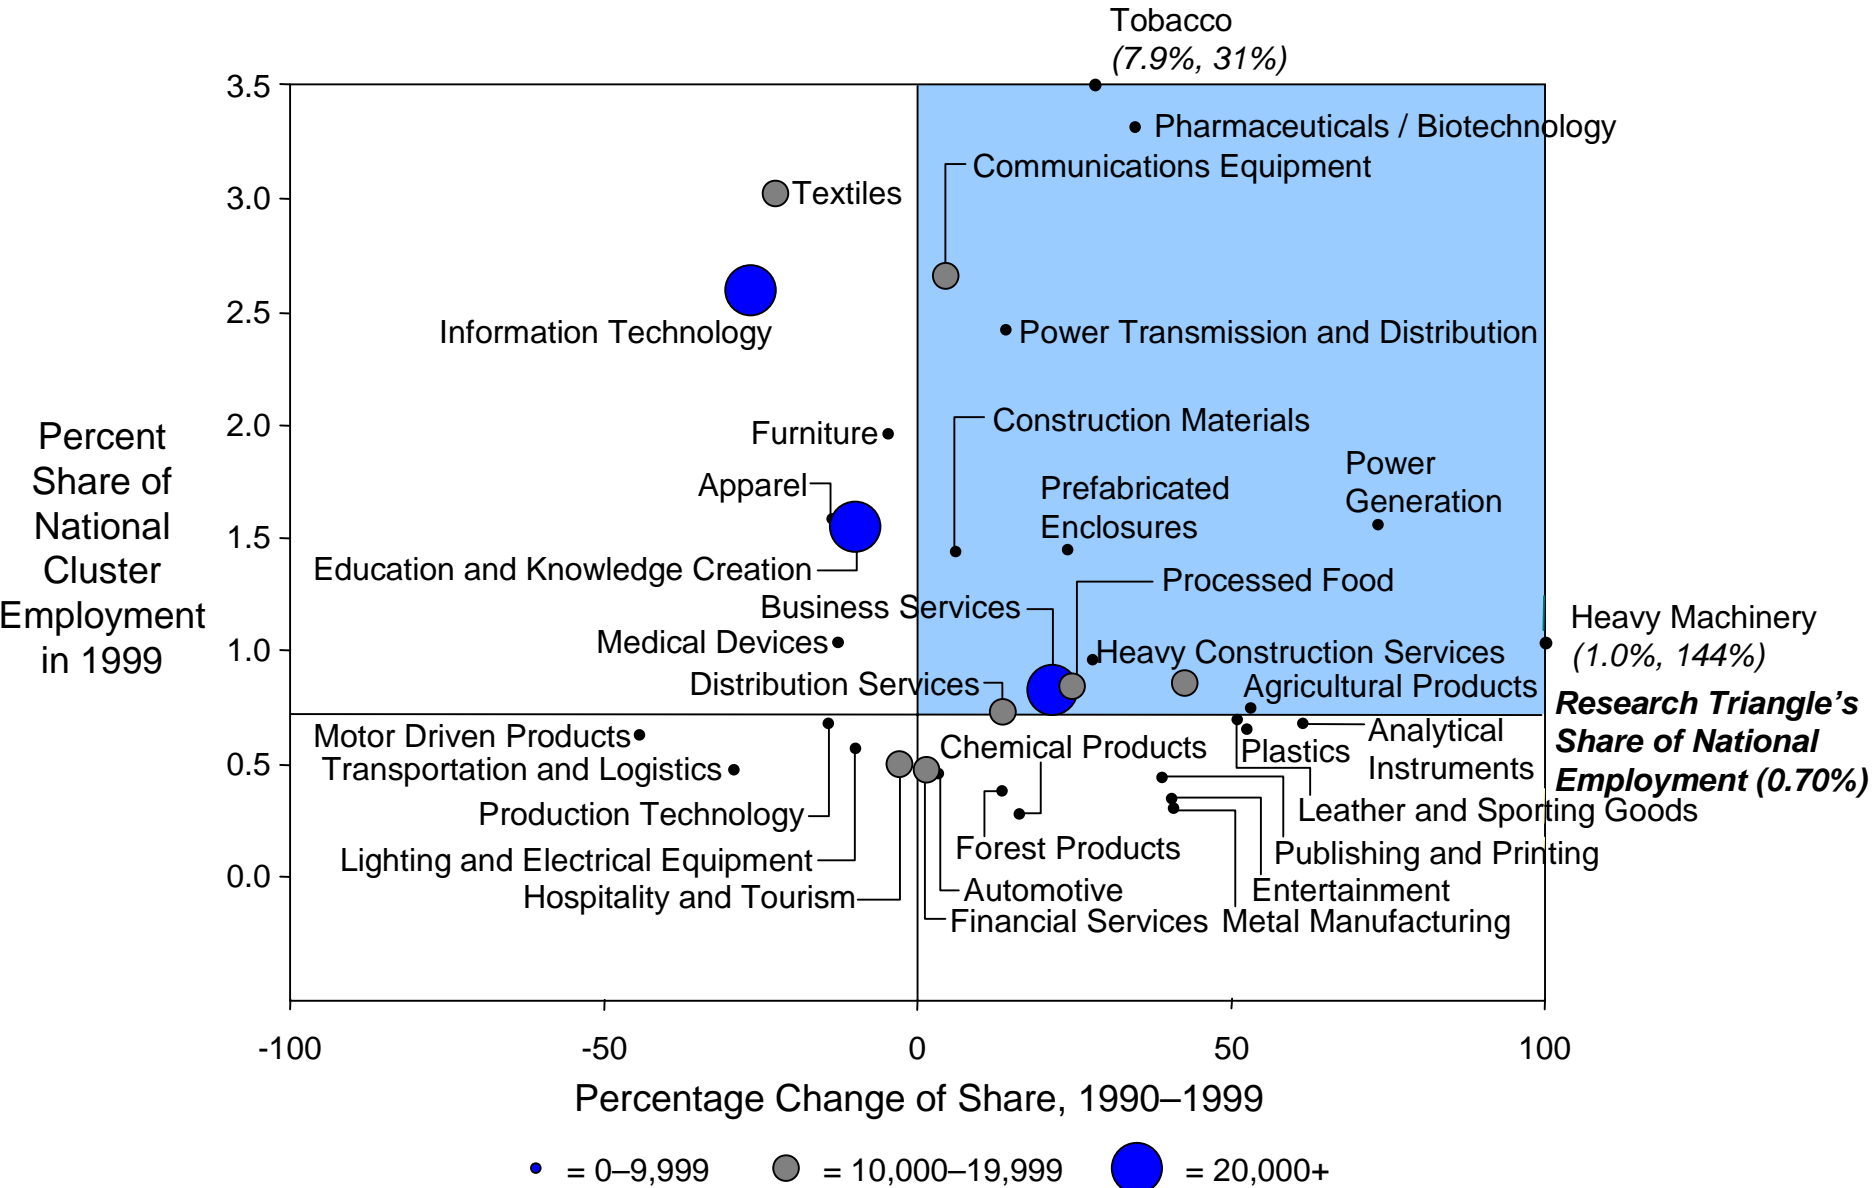 Tobacco
(7.9%, 31%)
3.5
Pharmaceuticals / Biotechnology
Communications Equipment
3.0
Textiles
2.5
Information Technology
Power Transmission and Distribution
2.0
Furniture
Construction Materials
Percent
Share of
National
Cluster
Employment
in 1999
Power
Generation
Apparel
Prefabricated
Enclosures
1.5
Education and Knowledge Creation
Processed Food
Business Services
Heavy Machinery
(1.0%, 144%)
Medical Devices
1.0
Heavy Construction Services
Distribution Services
Agricultural Products
Research Triangle’s
Share of National
Employment (0.70%)
Motor Driven Products
Chemical Products
Plastics
Analytical
Instruments
Transportation and Logistics
0.5
Production Technology
Leather and Sporting Goods
Forest Products
Publishing and Printing
Lighting and Electrical Equipment
0.0
Automotive
Entertainment
Hospitality and Tourism
Financial Services
Metal Manufacturing
-100
-50
0
50
100
Percentage Change of Share, 1990–1999
= 0–9,999
= 10,000–19,999
= 20,000+